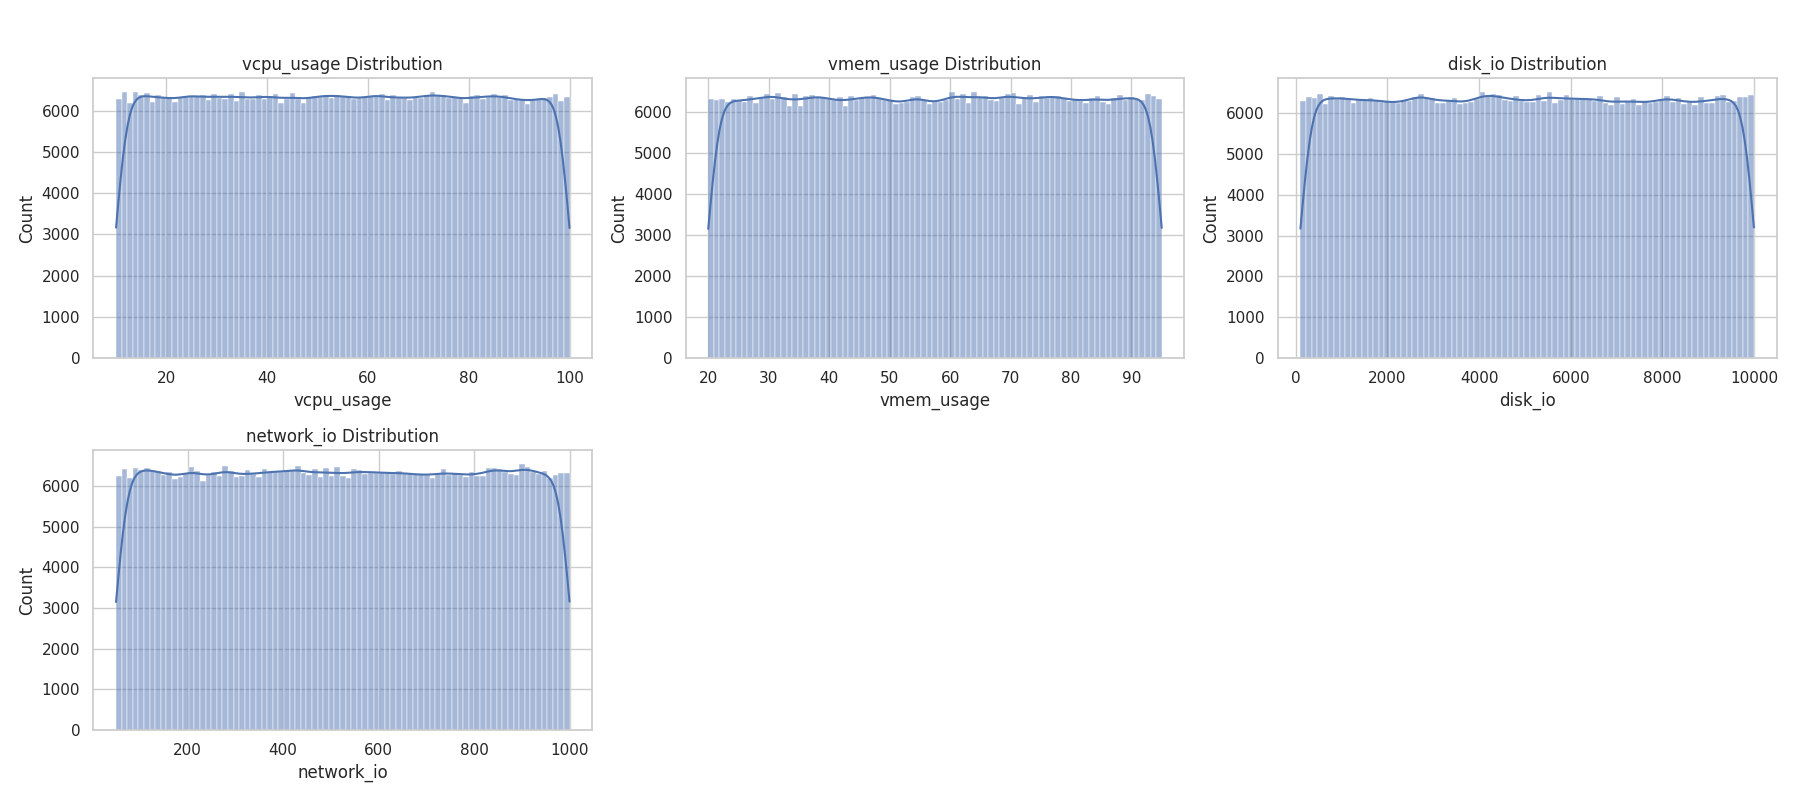 vcpu_usage Distribution
6000
5000
4000
3000
2000
1000
0
Count
20 40 60 80 100
vcpu_usage
vmem_usage Distribution
6000
5000
4000
3000
2000
1000
0
Count
20 30 40 50 60 70 80 90
vmem_usage
disk_io Distribution
6000
5000
4000
3000
2000
1000
0
Count
0 2000 4000 6000 8000 10000
disk_io
network_io Distribution
6000
5000
4000
3000
2000
1000
0
Count
200 400 600 800 1000
network_io